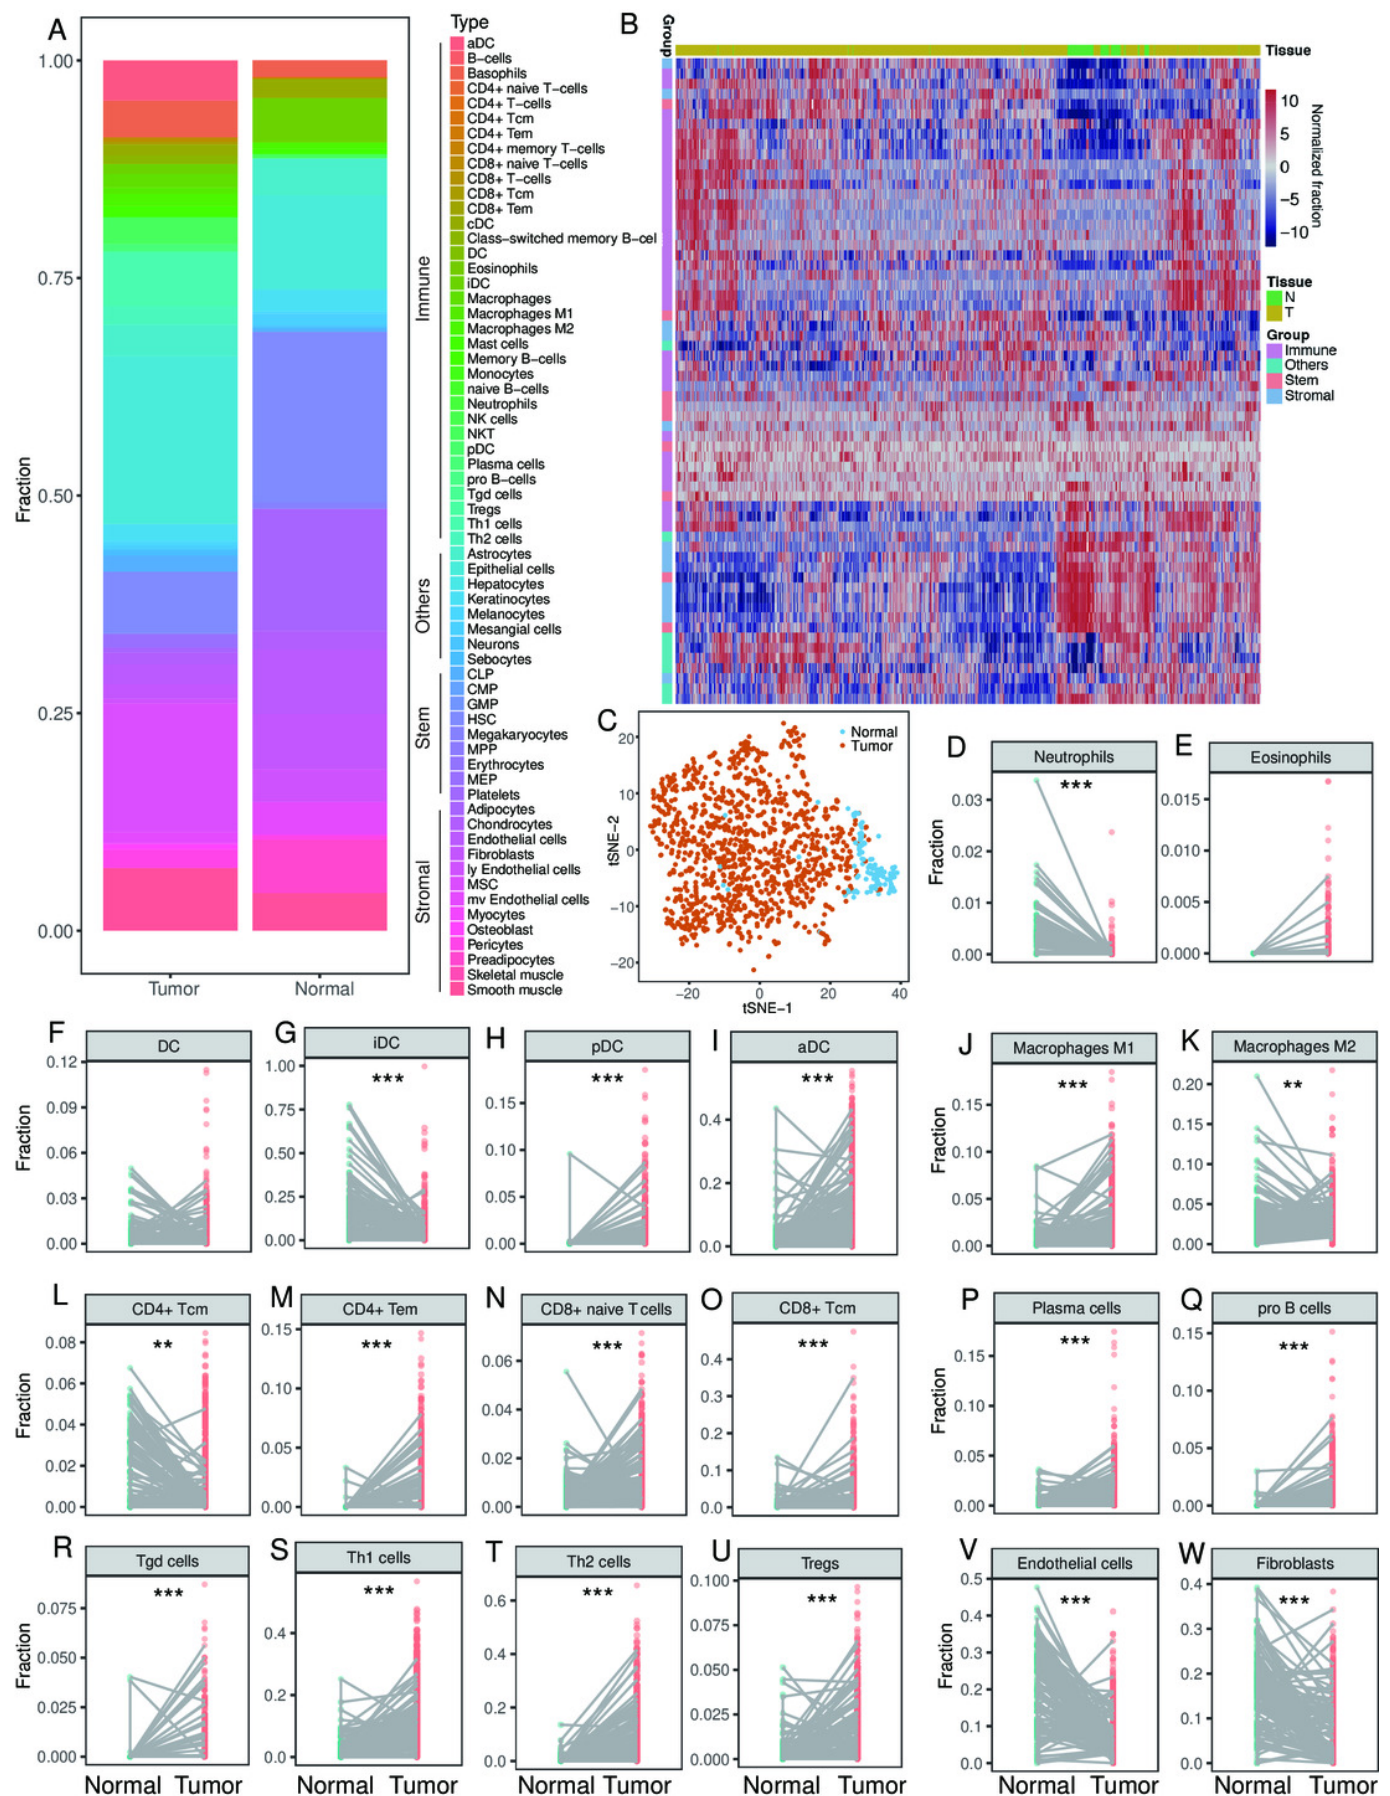 A
1.00
0.75
0.50
0.25
0.00
Fraction
Tumor
Normal
Type
aDC
B−cells
Basophils
CD4+ naive T−cells
CD4+ T−cells
CD4+ Tcm
CD4+ Tem
CD4+ memory T−cells
CD8+ naive T−cells
CD8+ T−cells
CD8+ Tcm
CD8+ Tem
cDC
Class−switched memory B−cel
DC
Eosinophils
iDC
Macrophages
Macrophages M1
Macrophages M2
Mast cells
Memory B−cells
Monocytes
naive B−cells
Neutrophils
NK cells
NKT
pDC
Plasma cells
pro B−cells
Tgd cells
Tregs
Th1 cells
Th2 cells
Astrocytes
Epithelial cells
Hepatocytes
Keratinocytes
Melanocytes
Mesangial cells
Neurons
Sebocytes
CLP
CMP
GMP
HSC
Megakaryocytes
MPP
Erythrocytes
MEP
Platelets
Adipocytes
Chondrocytes
Endothelial cells
Fibroblasts
ly Endothelial cells
MSC
mv Endothelial cells
Myocytes
Osteoblast
Pericytes
Preadipocytes
Skeletal muscle
Smooth muscle
Immune
Others
Stem
Stromal
B
Group
Tissue
10
5
0
−5
−10
Normalized fraction
Tissue
N
T
Group
Immune
Others
Stem
Stromal
C
20
10
0
−10
−20
tSNE−2
−20
0
20
40
tSNE−1
Normal
Tumor
D
Neutrophils
***
0.03
0.02
0.01
0.00
Fraction
E
Eosinophils
0.015
0.010
0.005
0.000
F
DC
0.12
0.09
0.06
0.03
0.00
Fraction
G
iDC
***
1.00
0.75
0.50
0.25
0.00
H
pDC
***
0.15
0.10
0.05
0.00
I
aDC
***
0.4
0.2
0.0
J
Macrophages M1
***
0.15
0.10
0.05
0.00
Fraction
K
Macrophages M2
**
0.20
0.15
0.10
0.05
0.00
L
CD4+ Tcm
**
0.08
0.06
0.04
0.02
0.00
Fraction
M
CD4+ Tem
***
0.15
0.10
0.05
0.00
N
CD8+ naive T cells
***
0.06
0.04
0.02
0.00
O
CD8+ Tcm
***
0.4
0.3
0.2
0.1
0.0
P
Plasma cells
***
0.15
0.10
0.05
0.00
Fraction
Q
pro B cells
***
0.15
0.10
0.05
0.00
R
Tgd cells
***
0.075
0.050
0.025
0.000
Fraction
Normal Tumor
S
Th1 cells
***
0.4
0.2
0.0
Normal Tumor
T
Th2 cells
***
0.6
0.4
0.2
0.0
Normal Tumor
U
Tregs
***
0.100
0.075
0.050
0.025
0.000
Normal Tumor
V
Endothelial cells
***
0.5
0.4
0.3
0.2
0.1
0.0
Fraction
Normal Tumor
W
Fibroblasts
***
0.4
0.3
0.2
0.1
0.0
Normal Tumor